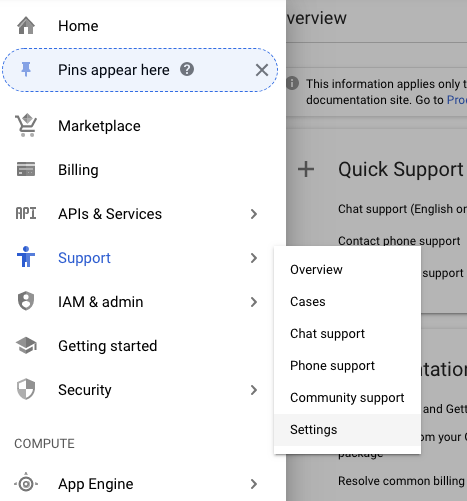 Home
Pins appear here
Marketplace
Billing
API APIs & Services
Support
IAM & admin
Getting started
Security
COMPUTE
App Engine
Overview
Cases
Chat support
Phone support
Community support
Settings
verview
This information applies only t
documentation site. Go to Pro
Quick Support
Chat support (English or
Contact phone support
support
ntation
and Gett
om your G
package
Resolve common billing